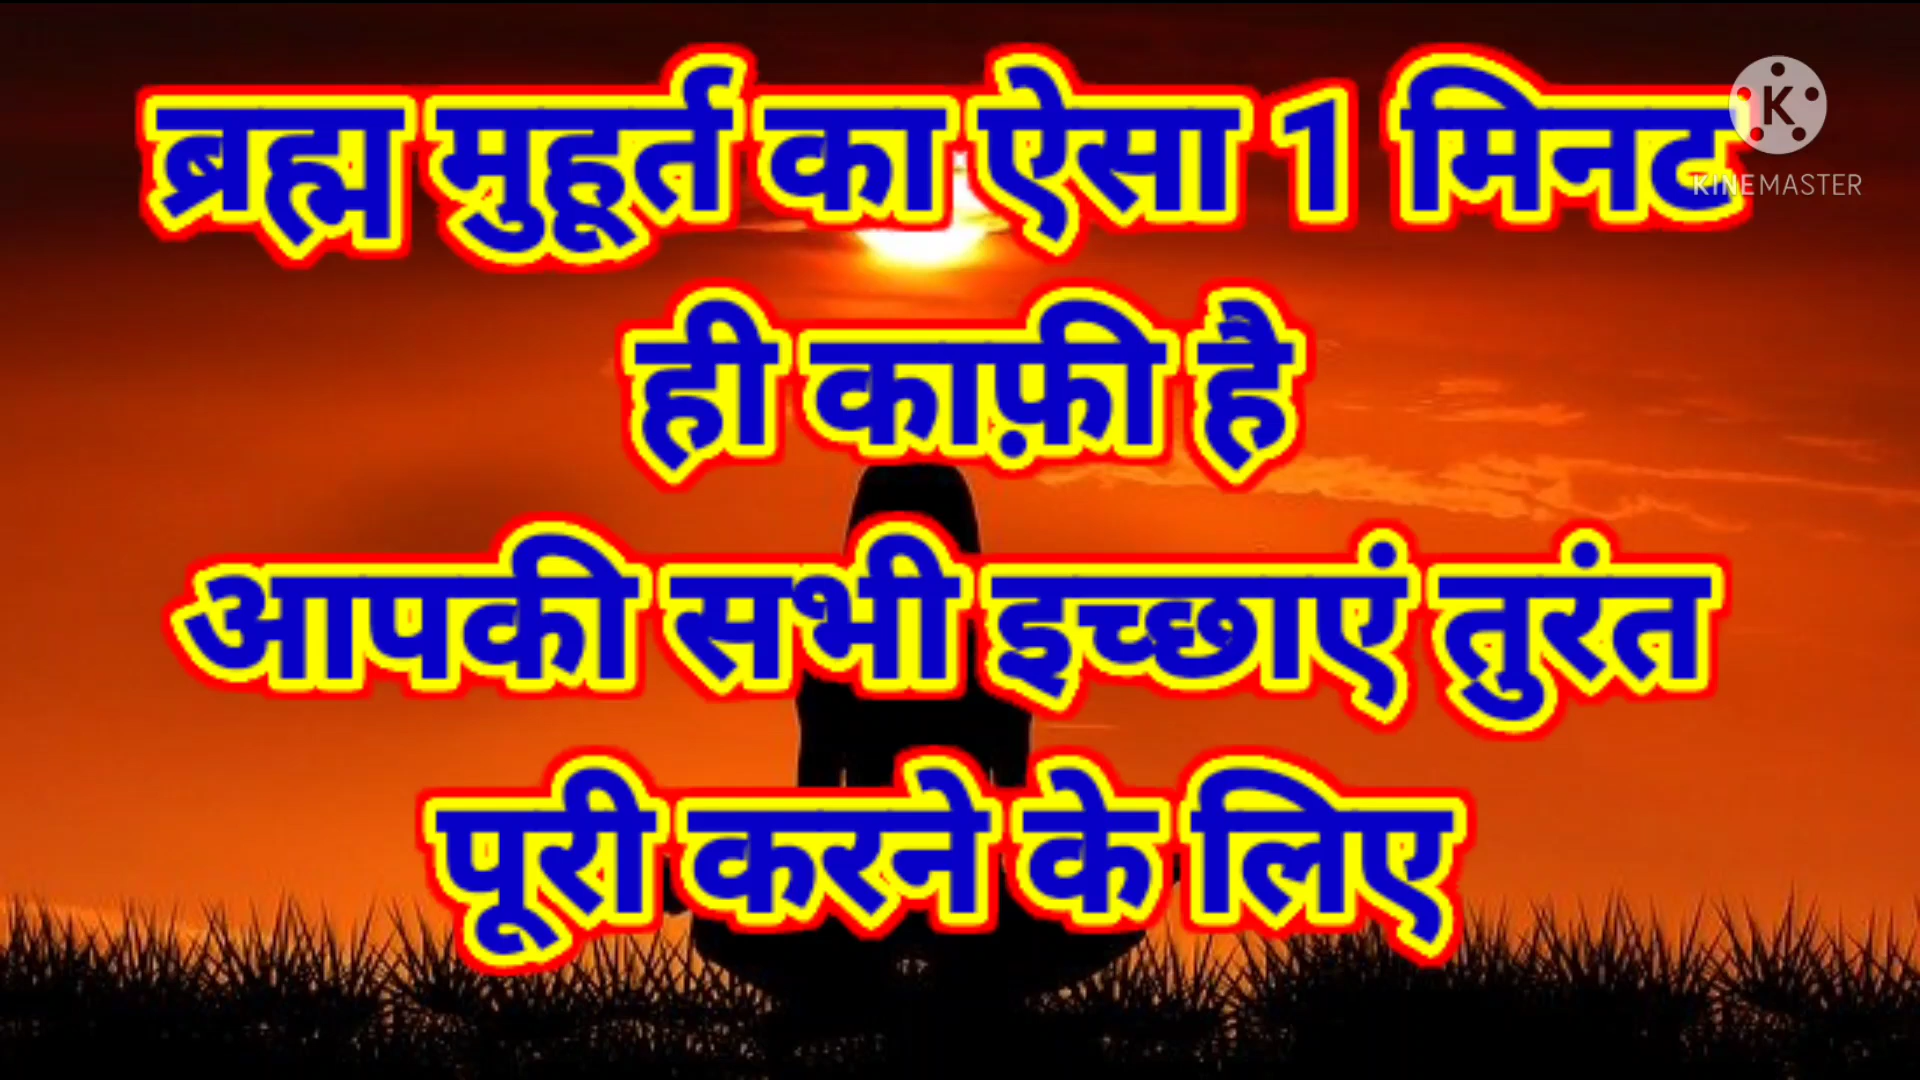 ब्रह्म मुहूर्त का ऐसा 1 मिनट
K
KINEMASTER
ही काफ़ी है
आपकी सभी इच्छाएं तुरंत
पूरी करने के लिए